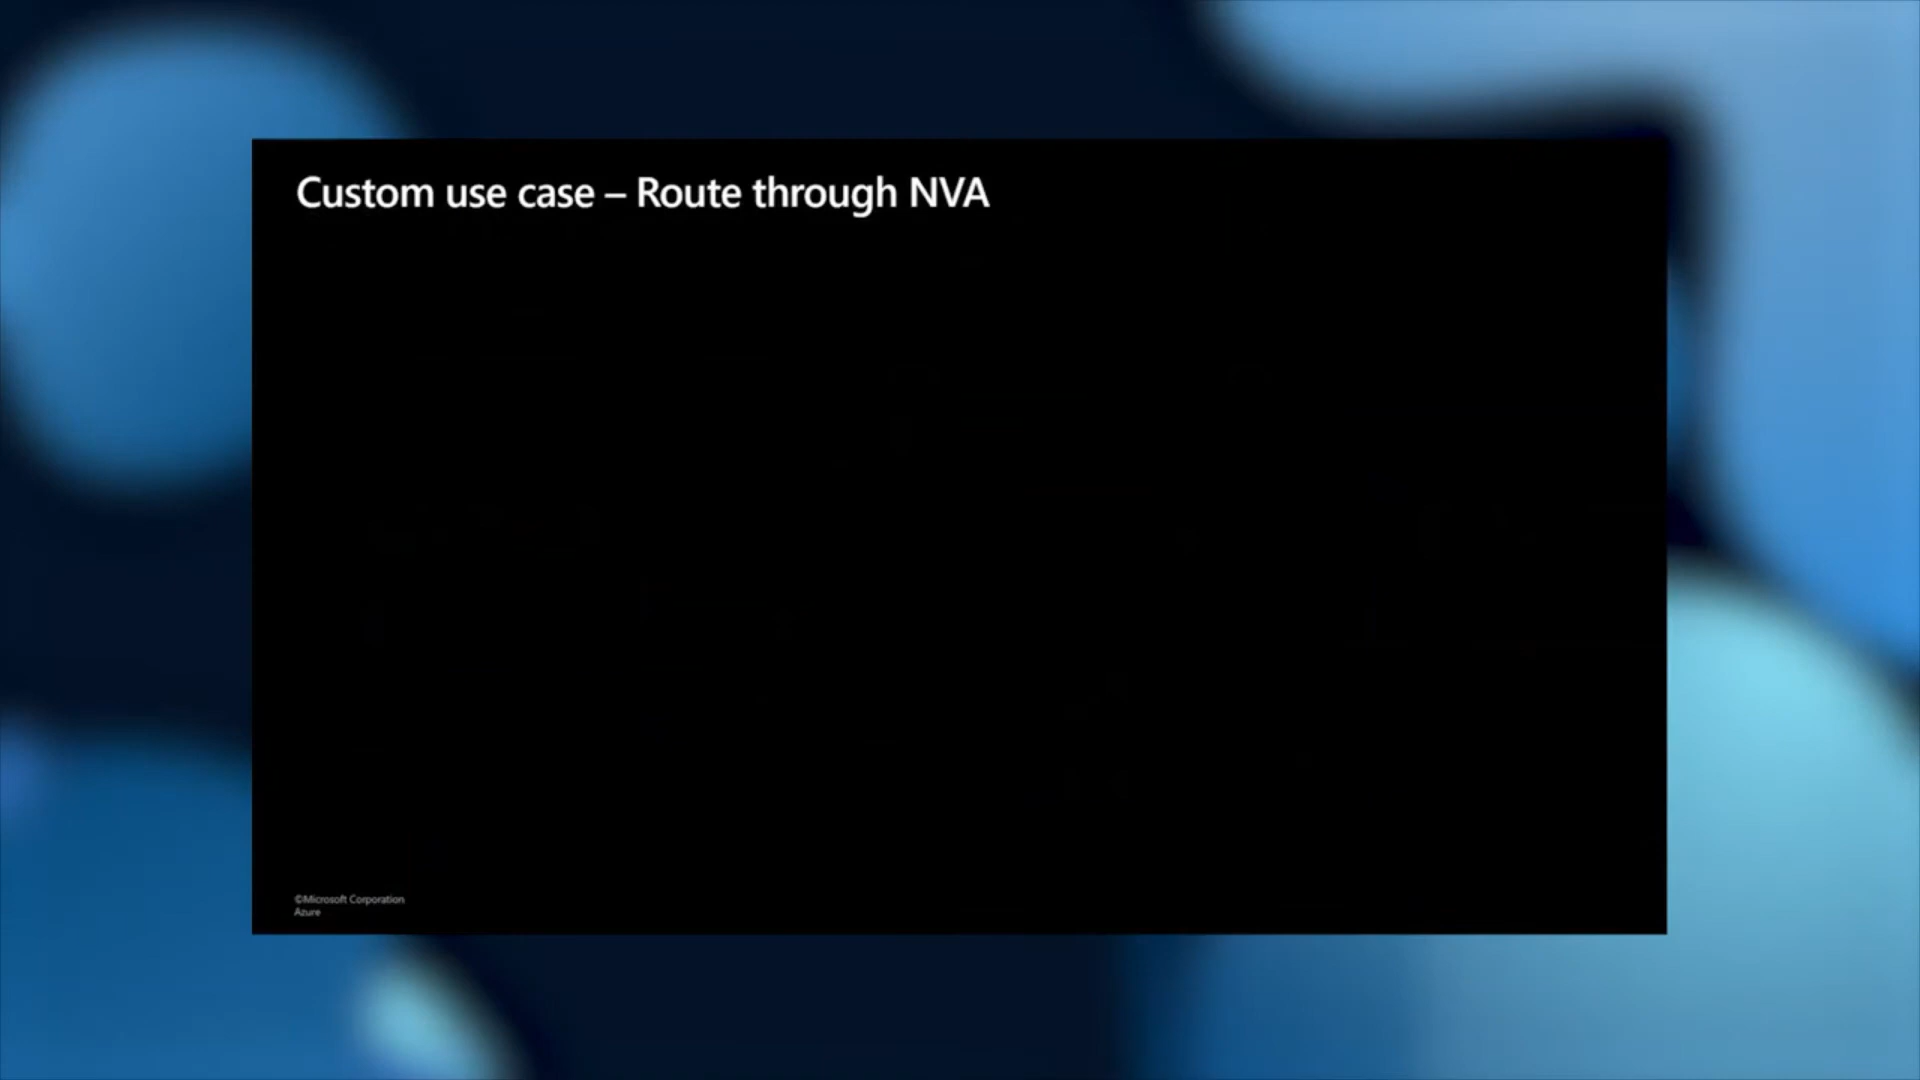 Custom use case – Route through NVA
©Microsoft Corporation
Azure